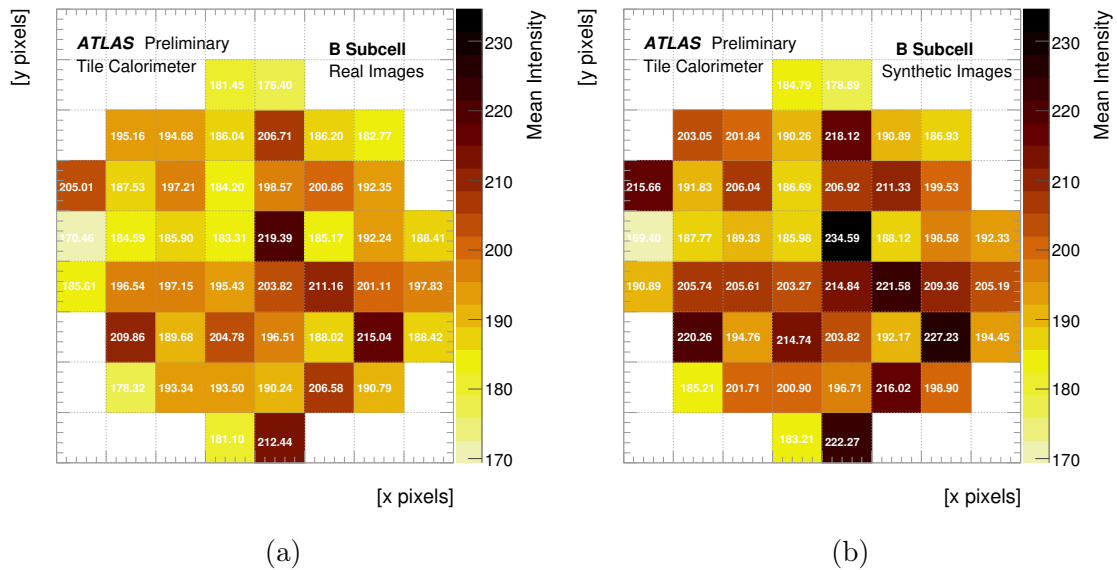 [y pixels]
ATLAS Preliminary
Tile Calorimeter
B Subcell
Real Images
181.45 176.40
195.16 194.68 186.04 206.71 186.20 182.77
205.01 187.53 197.21 184.20 198.57 200.86 192.35
170.46 184.59 185.90 183.31 219.39 185.17 192.24 188.41
185.61 196.54 197.15 195.43 203.82 211.16 201.11 197.83
209.86 189.68 204.78 196.51 188.02 215.04 188.42
178.32 193.34 193.50 190.24 206.58 190.79
181.10 212.44
[x pixels]
Mean Intensity
230
220
210
200
190
180
170
(a)
[y pixels]
ATLAS Preliminary
Tile Calorimeter
B Subcell
Synthetic Images
184.79 178.89
203.05 201.84 190.26 218.12 190.89 186.93
215.66 191.83 206.04 186.69 206.92 211.33 199.53
169.40 187.77 189.33 185.98 234.59 188.12 198.58 192.33
190.89 205.74 205.61 203.27 214.84 221.58 209.36 205.19
220.26 194.76 214.74 203.82 192.17 227.23 194.45
185.21 201.71 200.90 196.71 216.02 198.90
183.21 222.27
[x pixels]
Mean Intensity
230
220
210
200
190
180
170
(b)